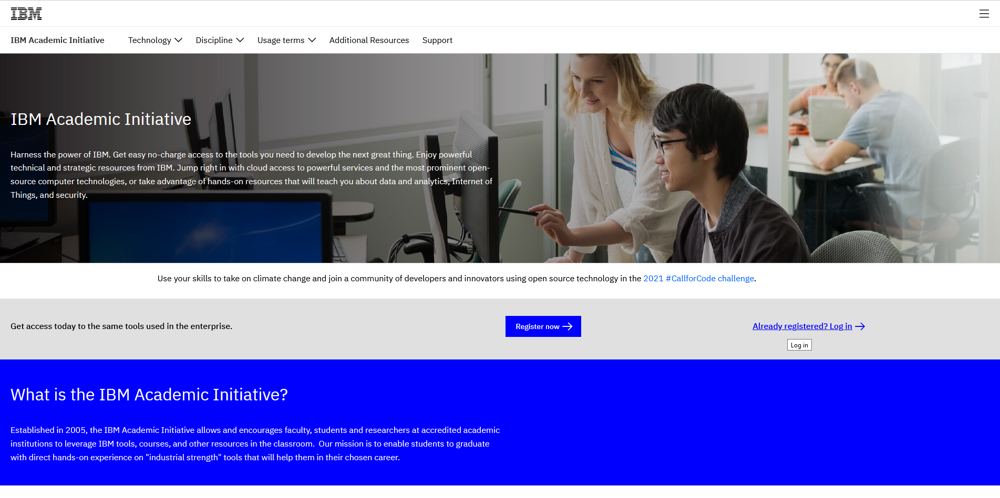 IBM
IBM Academic Initiative
Technology
Discipline
Usage terms
Additional Resources
Support
IBM Academic Initiative
Harness the power of IBM. Get easy no-charge access to the tools you need to develop the next great thing. Enjoy powerful
technical and strategic resources from IBM. Jump right in with cloud access to powerful services and the most prominent open-
source computer technologies, or take advantage of hands-on resources that will teach you about data and analytics, Internet of
Things, and security.
Use your skills to take on climate change and join a community of developers and innovators using open source technology in the 2021 #CallforCode challenge.
Get access today to the same tools used in the enterprise.
Register now
Already registered? Log in
Log in
What is the IBM Academic Initiative?
Established in 2005, the IBM Academic Initiative allows and encourages faculty, students and researchers at accredited academic
institutions to leverage IBM tools, courses, and other resources in the classroom.  Our mission is to enable students to graduate
with direct hands-on experience on "industrial strength" tools that will help them in their chosen career.